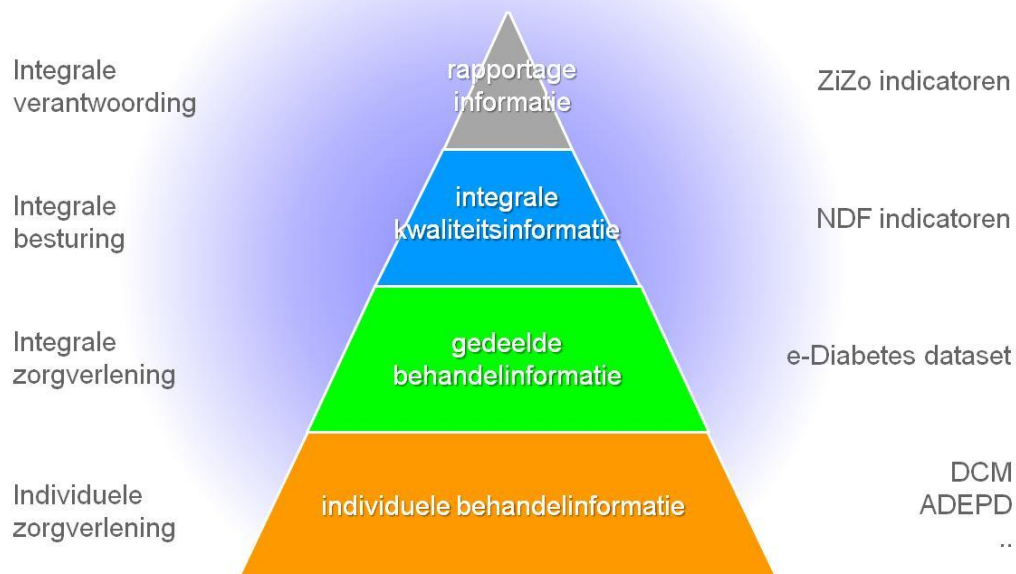 Integrale
verantwoording
rapportage
informatie
ZiZo indicatoren
Integrale
besturing
integrale
kwaliteitsinformatie
NDF indicatoren
Integrale
zorgverlening
gedeelde
behandelinformatie
e-Diabetes dataset
Individuele
zorgverlening
individuele behandelinformatie
DCM
ADEPD
..